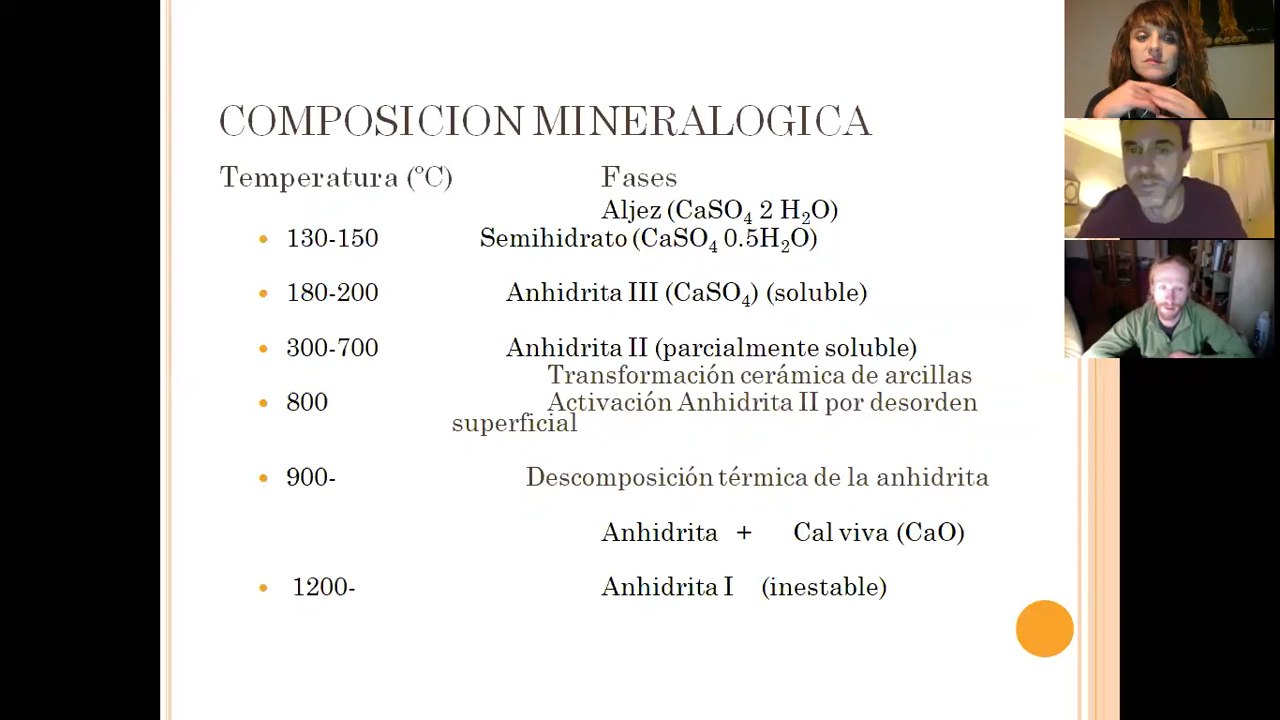 COMPOSICION MINERALOGICA
Temperatura (ºC) Fases
Aljez (CaSO4 2 H2O)
• 130-150 Semihidrato (CaSO4 0.5H2O)
• 180-200 Anhidrita III (CaSO4) (soluble)
• 300-700 Anhidrita II (parcialmente soluble)
Transformación cerámica de arcillas
• 800 Activación Anhidrita II por desorden
superficial
• 900- Descomposición térmica de la anhidrita
Anhidrita + Cal viva (CaO)
• 1200- Anhidrita I (inestable)